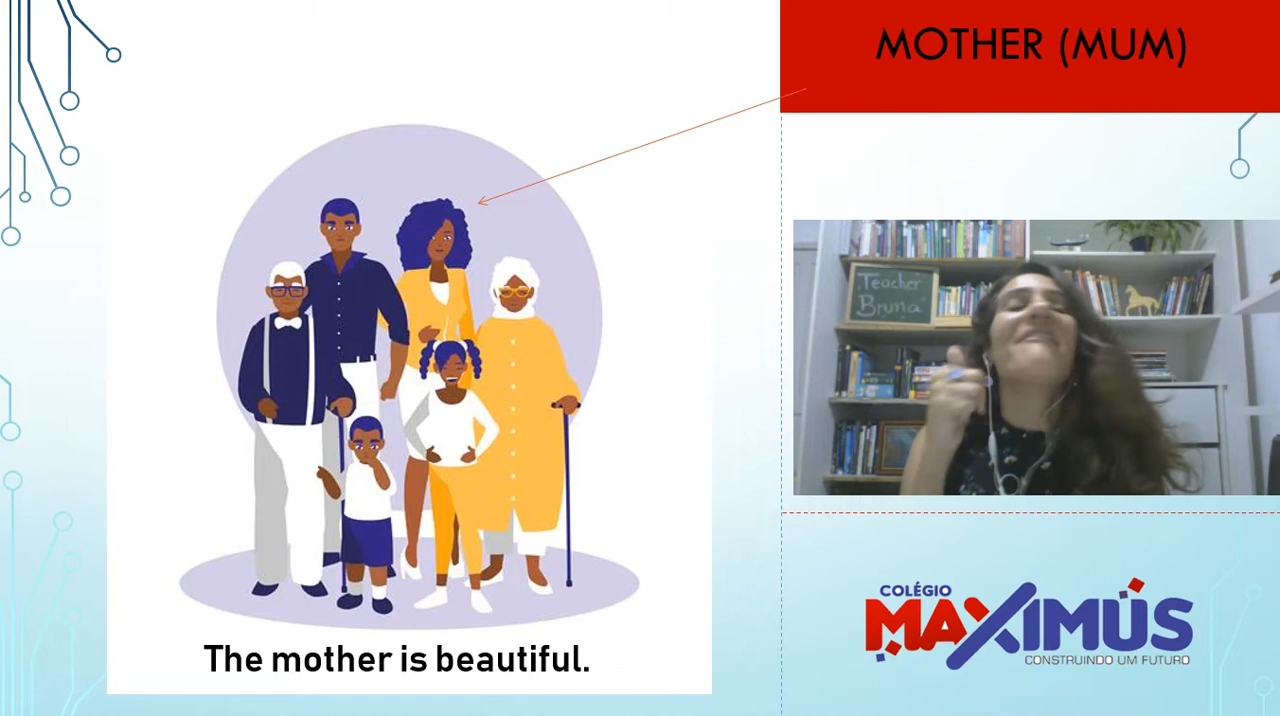 MOTHER (MUM)
Teacher
Bruna
The mother is beautiful.
COLÉGIO
MAXIMUS
CONSTRUINDO UM FUTURO